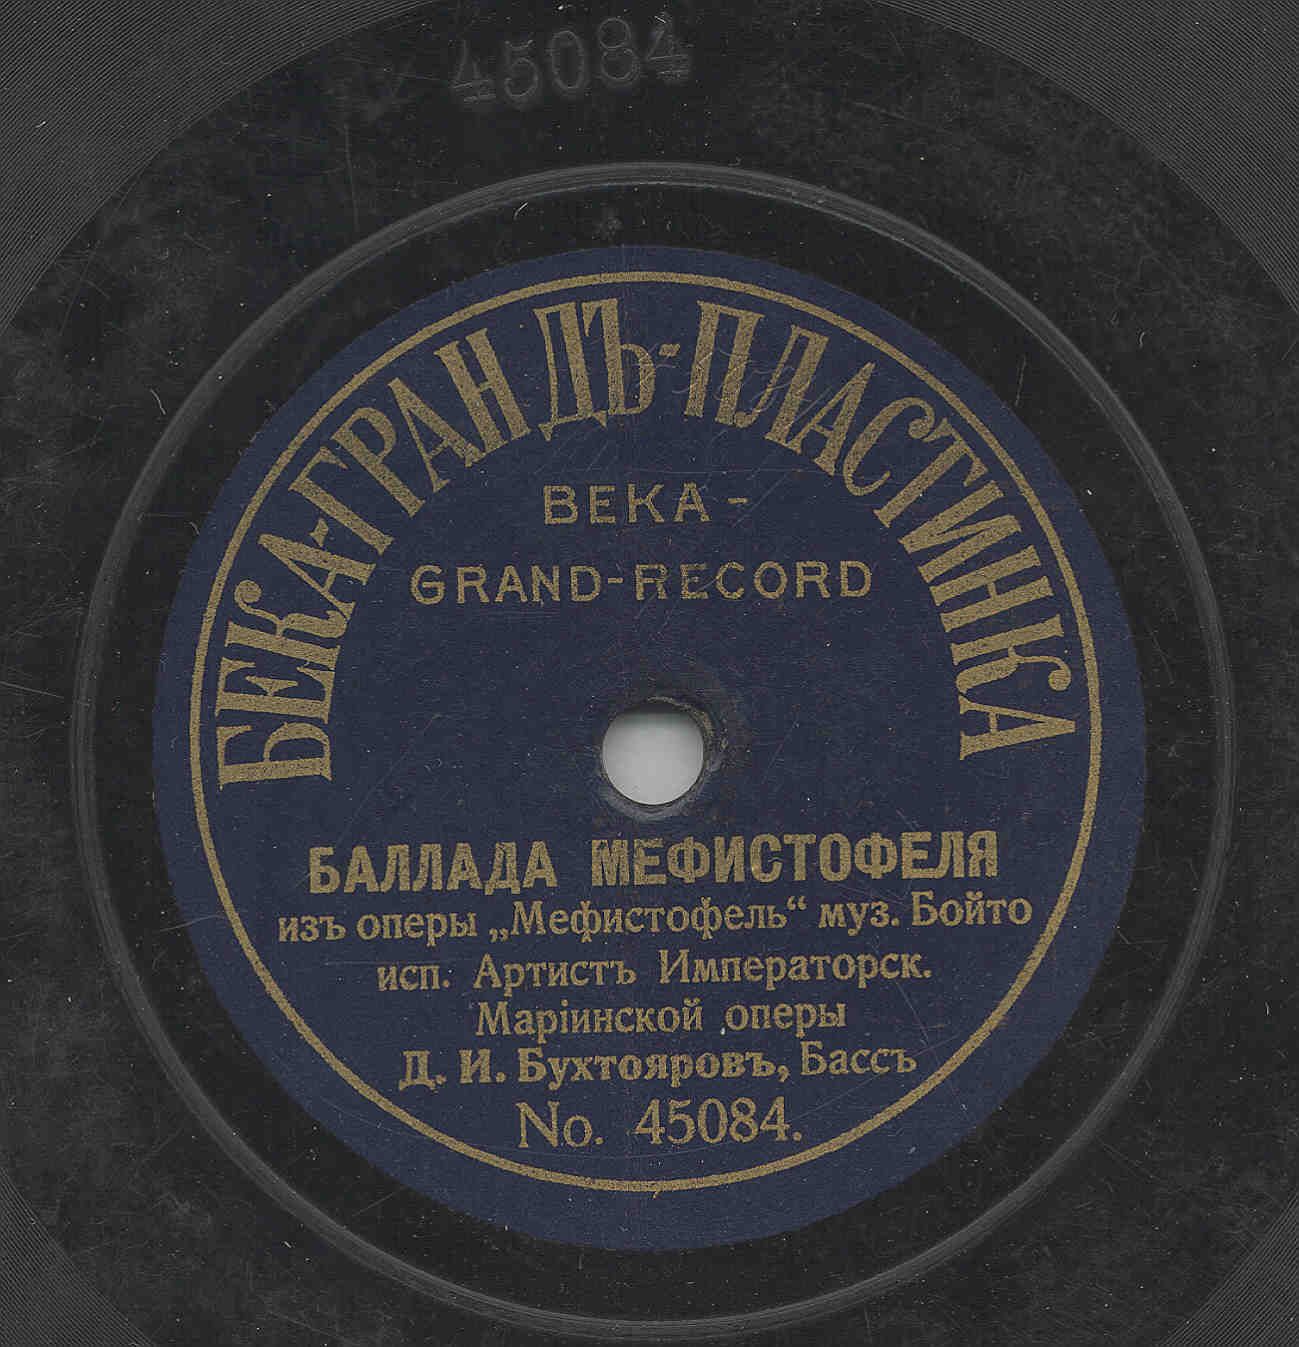 45084
БЕКА-ГРАНДЪ-ПЛАСТИНКА
BEKA-
GRAND-RECORD
БАЛЛАДА МЕФИСТОФЕЛЯ
изъ оперы „Мефистофель“ муз. Бойто
исп. Артистъ Императорск.
Маріинской оперы
Д. И. Бухтояровъ, Бассъ
No. 45084.